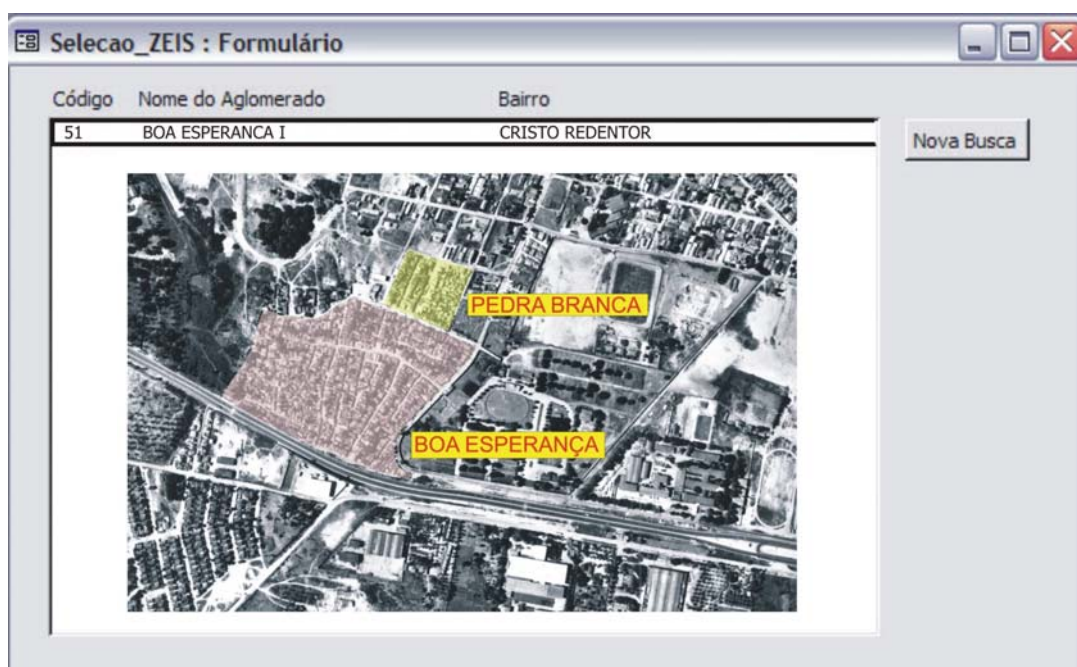 Selecao_ZEIS : Formulário
Código Nome do Aglomerado Bairro
51 BOA ESPERANCA I CRISTO REDENTOR
Nova Busca
PEDRA BRANCA
BOA ESPERANÇA